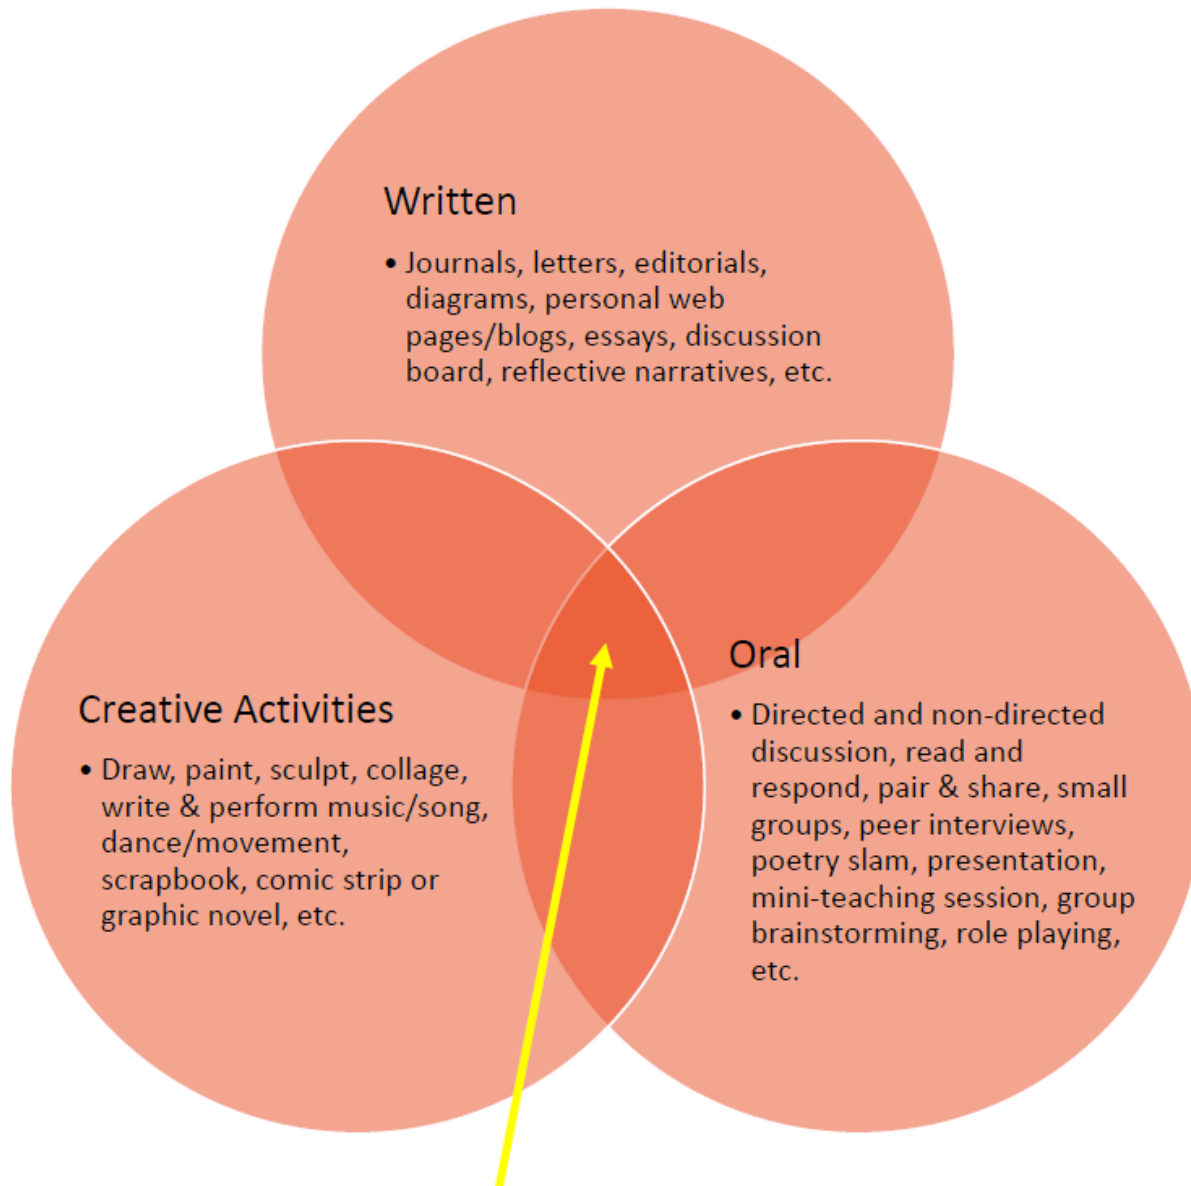 Written
• Journals, letters, editorials,
diagrams, personal web
pages/blogs, essays, discussion
board, reflective narratives, etc.
Creative Activities
• Draw, paint, sculpt, collage,
write & perform music/song,
dance/movement,
scrapbook, comic strip or
graphic novel, etc.
Oral
• Directed and non-directed
discussion, read and
respond, pair & share, small
groups, peer interviews,
poetry slam, presentation,
mini-teaching session, group
brainstorming, role playing,
etc.